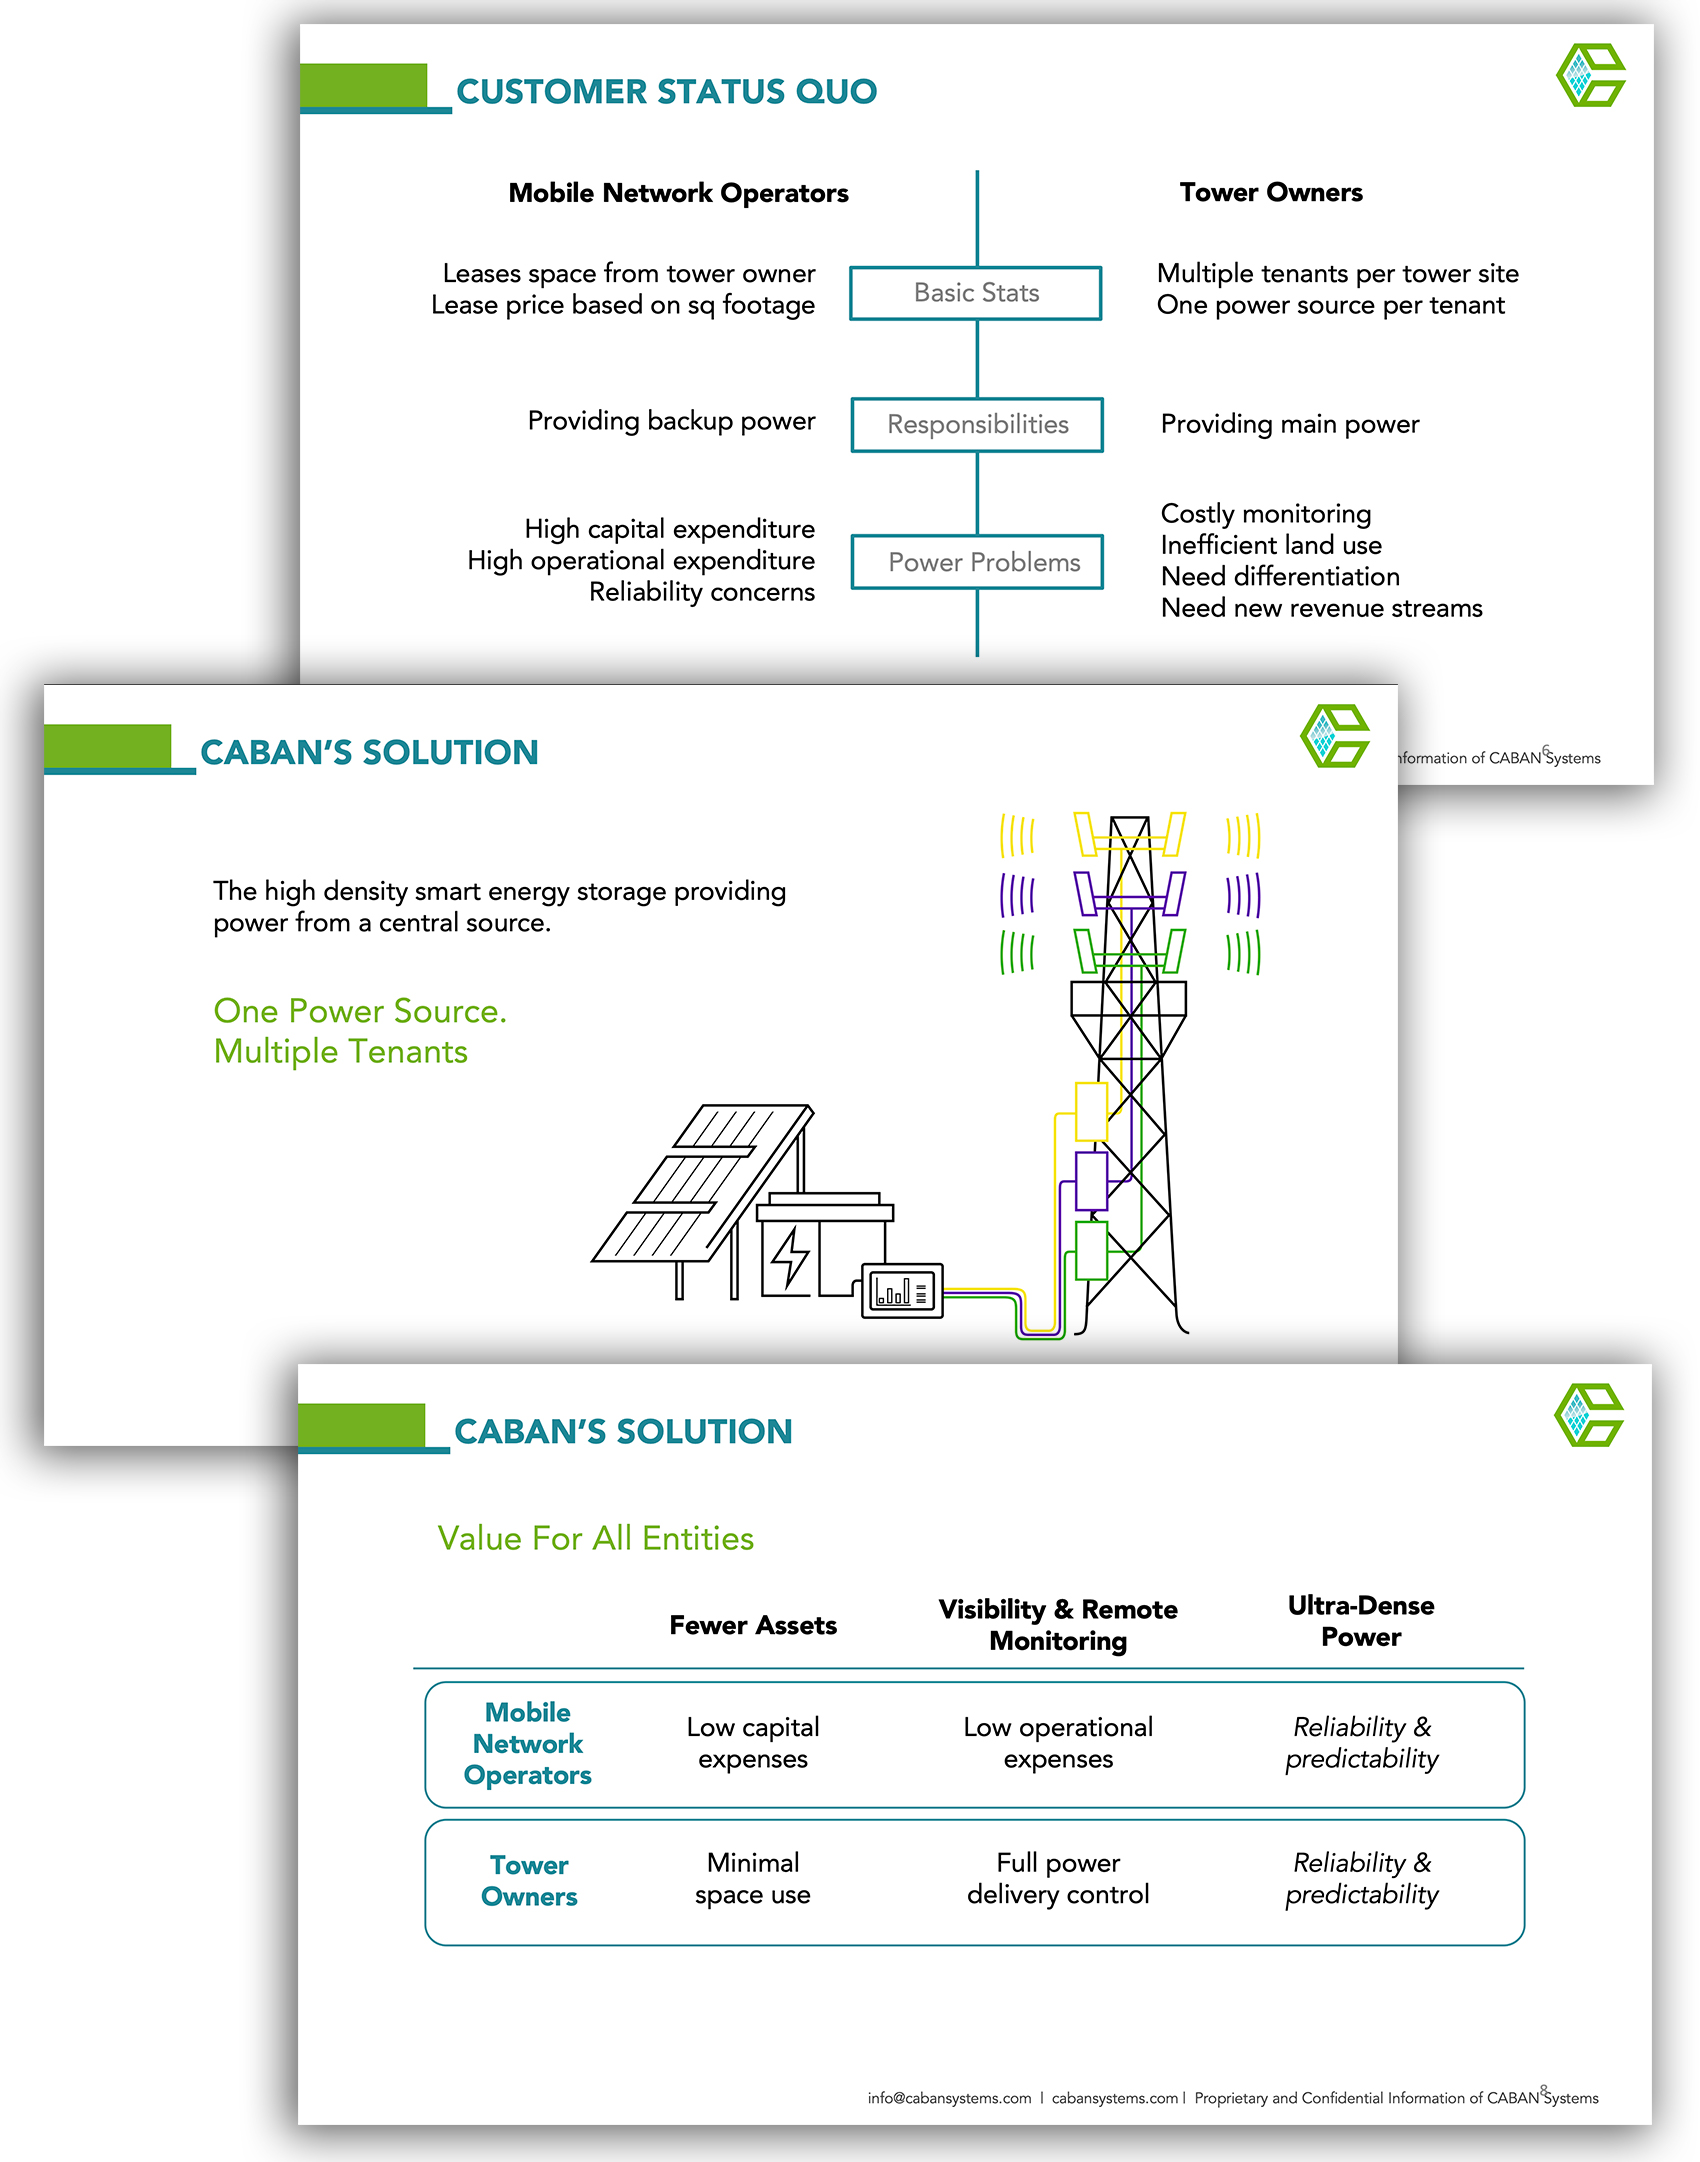 CUSTOMER STATUS QUO
Mobile Network Operators
Tower Owners
Leases space from tower owner
Lease price based on sq footage
Basic Stats
Multiple tenants per tower site
One power source per tenant
Providing backup power
Responsibilities
Providing main power
High capital expenditure
High operational expenditure
Reliability concerns
Power Problems
Costly monitoring
Inefficient land use
Need differentiation
Need new revenue streams
formation of CABAN Systems
6
CABAN'S SOLUTION
The high density smart energy storage providing
power from a central source.
One Power Source.
Multiple Tenants
CABAN'S SOLUTION
Value For All Entities
Fewer Assets
Visibility & Remote
Monitoring
Ultra-Dense
Power
Mobile
Network
Operators
Low capital
expenses
Low operational
expenses
Reliability &
predictability
Tower
Owners
Minimal
space use
Full power
delivery control
Reliability &
predictability
info@cabansystems.com | cabansystems.com | Proprietary and Confidential Information of CABAN Systems
8